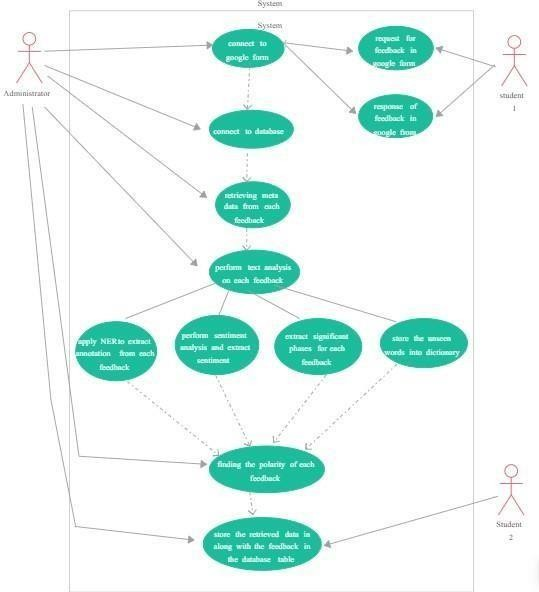 System
System
Administrator
connect to
google form
request for
feedback in
google form
student
1
response of
feedback in
google from
connect to database
retrieving meta
data from each
feedback
perform text analysis
on each feedback
apply NERto extract
annotation from each
feedback
perform sentiment
analysis and extract
sentiment
extract significant
phases for each
feedback
store the unseen
words into dictionary
finding the polarity of each
feedback
Student
2
store the retrieved data in
along with the feedback in
the database table